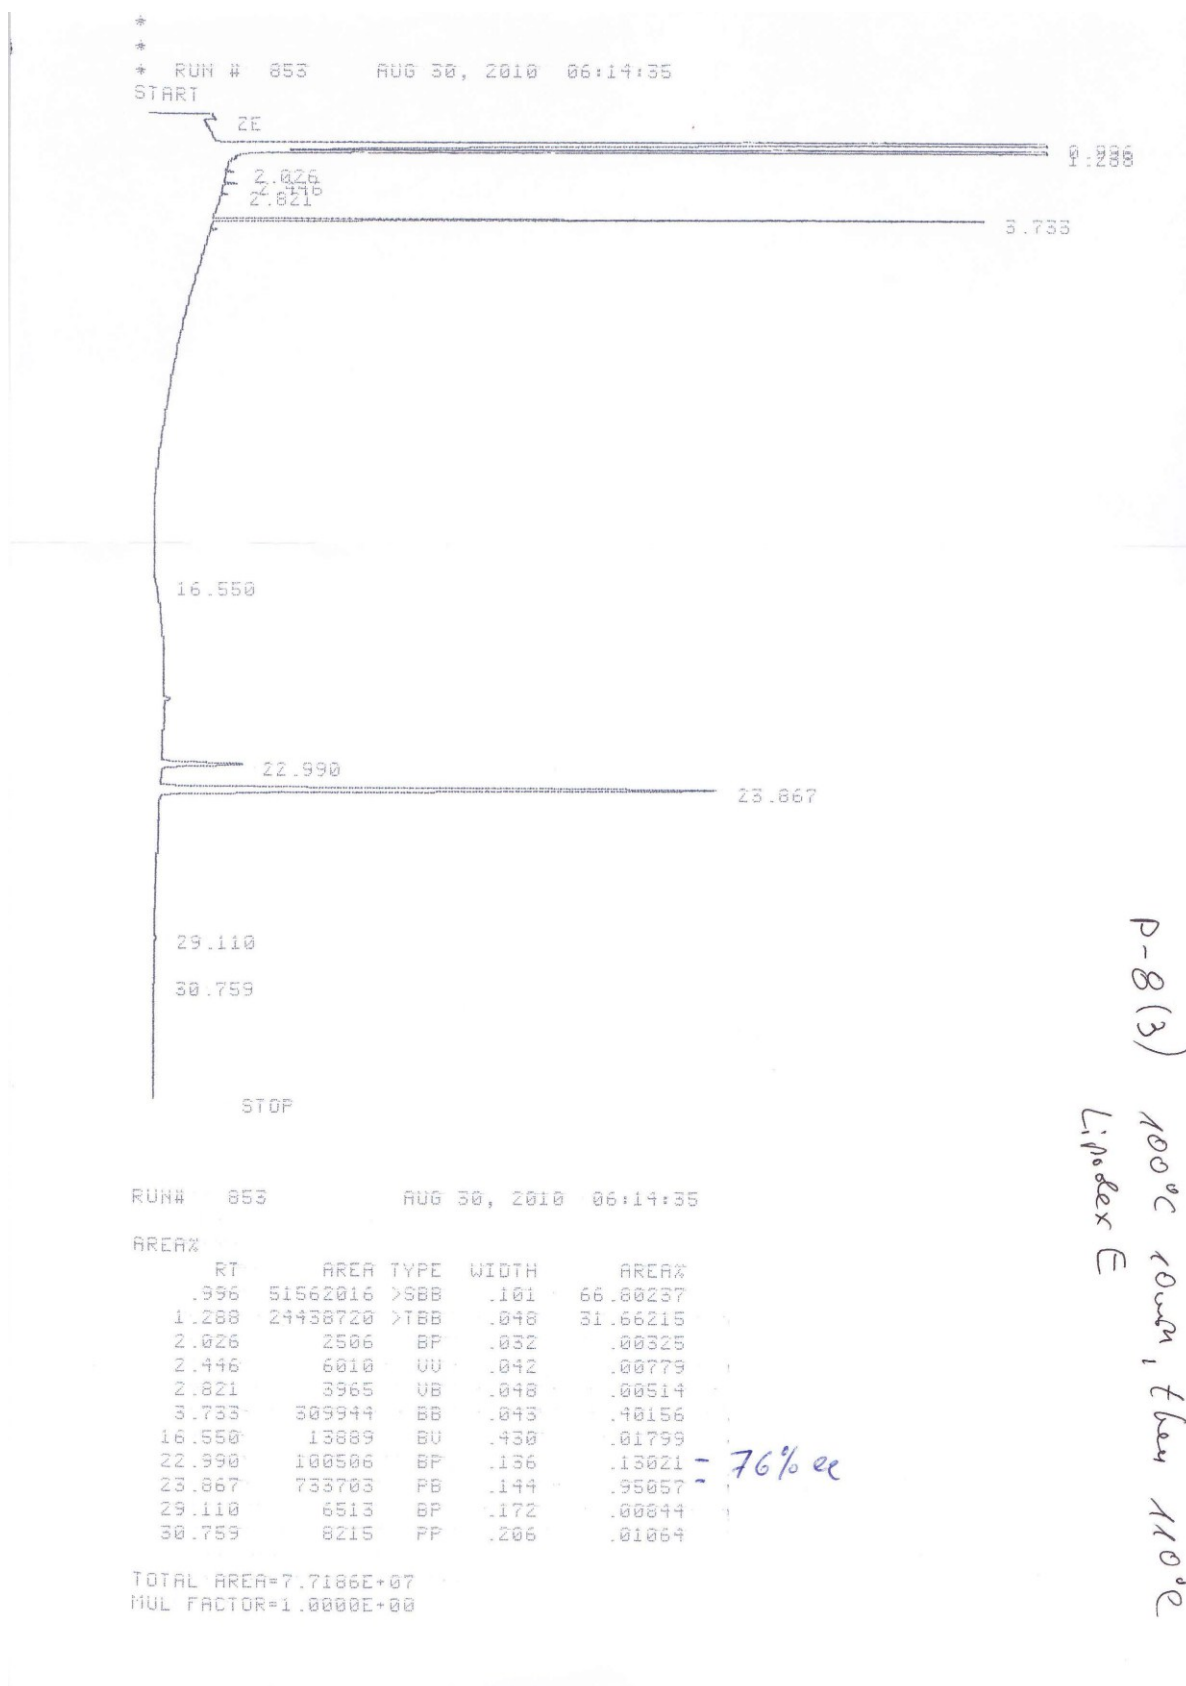 *
*
* RUN # 853 AUG 30, 2010 06:14:35
START
ZE
1.288
2.026
2.446
2.821
3.733
16.550
22.990
23.867
29.110
30.759
STOP
RUN# 853 AUG 30, 2010 06:14:35
AREA%
RT AREA TYPE WIDTH AREA%
.996 51562016 >SBB .101 66.80237
1.288 24438720 >TBB .048 31.66215
2.026 2506 BP .032 .00325
2.446 6010 VV .042 .00779
2.821 3965 VB .048 .00514
3.733 309944 BB .043 .40156
16.550 13889 BV .430 .01799
22.990 100506 BP .136 .13021 - 76% ee
23.867 733703 PB .144 .95057 -
29.110 6513 BP .172 .00844
30.759 8215 PP .206 .01064
TOTAL AREA=7.7186E+07
MUL FACTOR=1.0000E+00
P-8(3) 100°C 10min, then 110°C
Lipodex E